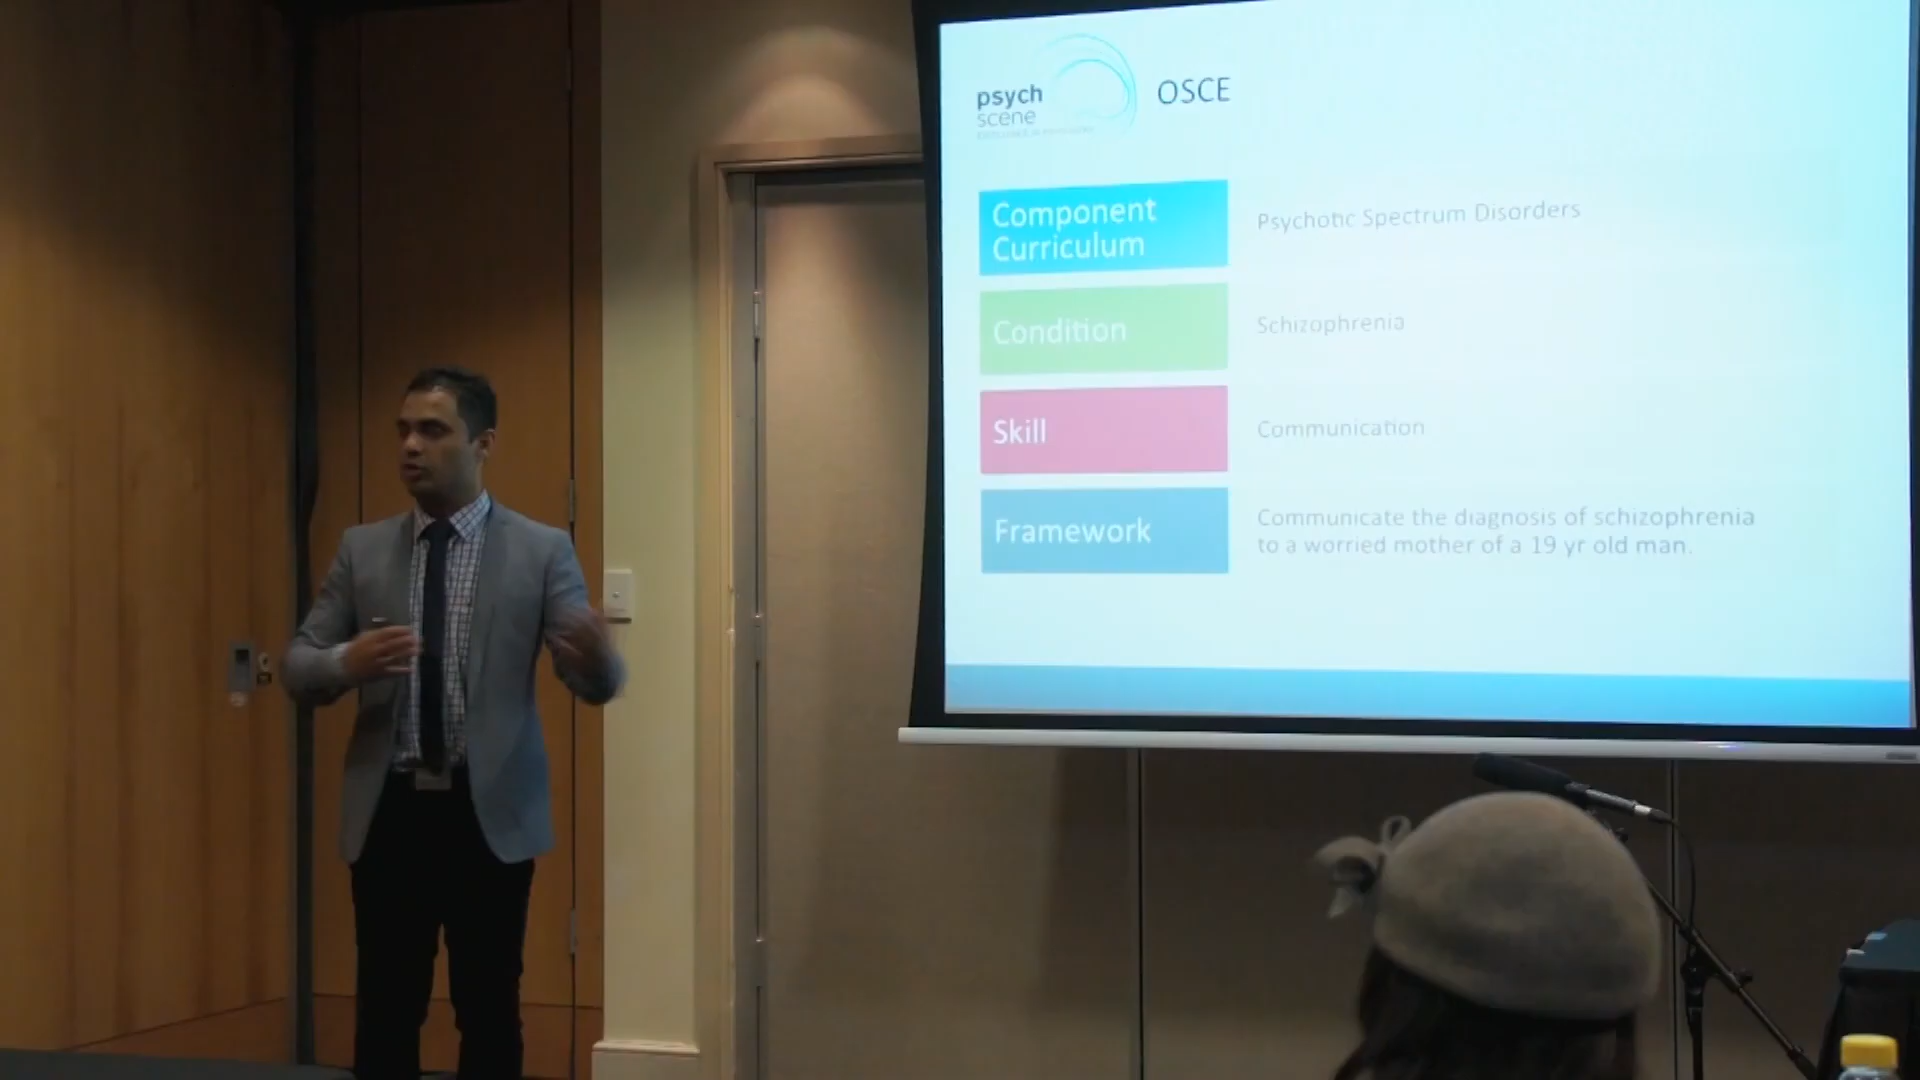 psych
scene
OSCE
Component
Curriculum
Psychotic Spectrum Disorders
Condition
Schizophrenia
Skill
Communication
Framework
Communicate the diagnosis of schizophrenia
to a worried mother of a 19 yr old man.